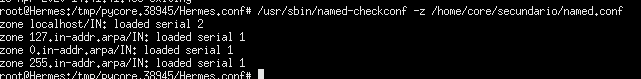 root@Hermes:/tmp/pycore.38945/Hermes.conf# /usr/sbin/named-checkconf -z /home/core/secundario/named.conf
zone localhost/IN: loaded serial 2
zone 127.in-addr.arpa/IN: loaded serial 1
zone 0.in-addr.arpa/IN: loaded serial 1
zone 255.in-addr.arpa/IN: loaded serial 1
root@Hermes:/tmp/pycore.38945/Hermes.conf#